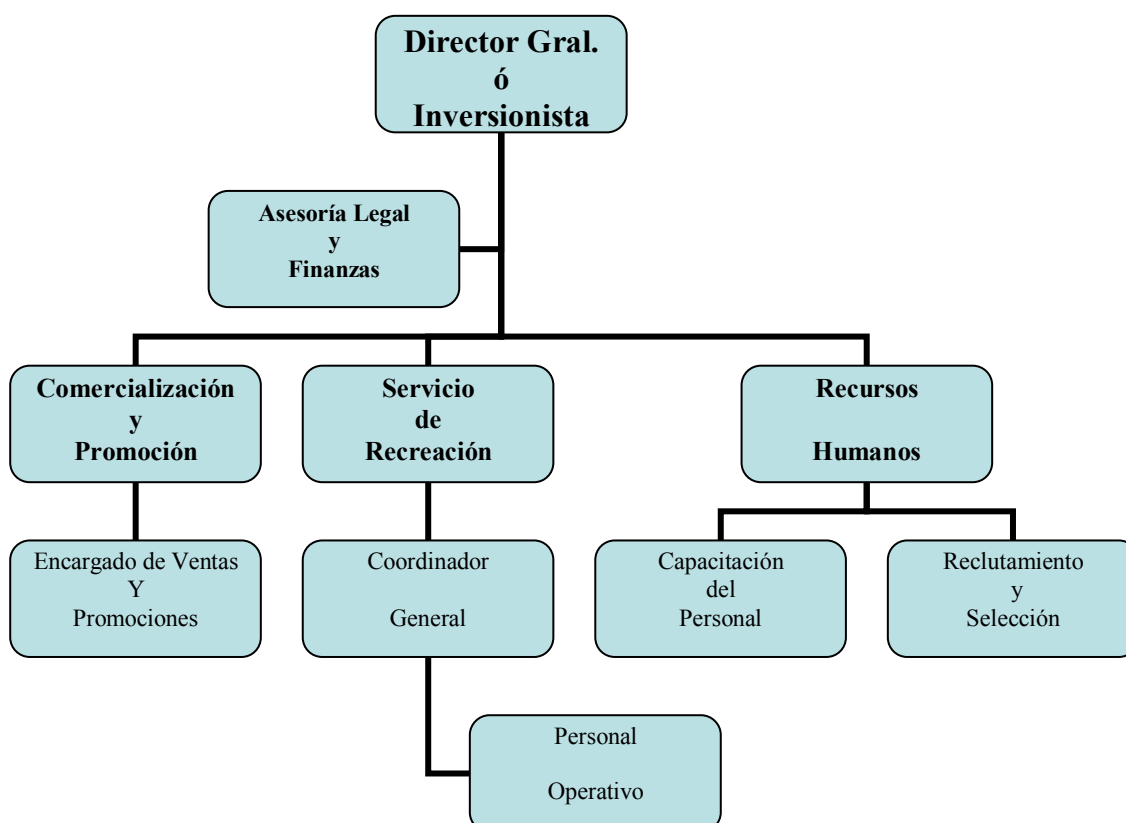 Director Gral.
ó
Inversionista
Asesoría Legal
y
Finanzas
Comercialización
y
Promoción
Servicio
de
Recreación
Recursos
Humanos
Encargado de Ventas
Y
Promociones
Coordinador
General
Capacitación
del
Personal
Reclutamiento
y
Selección
Personal
Operativo